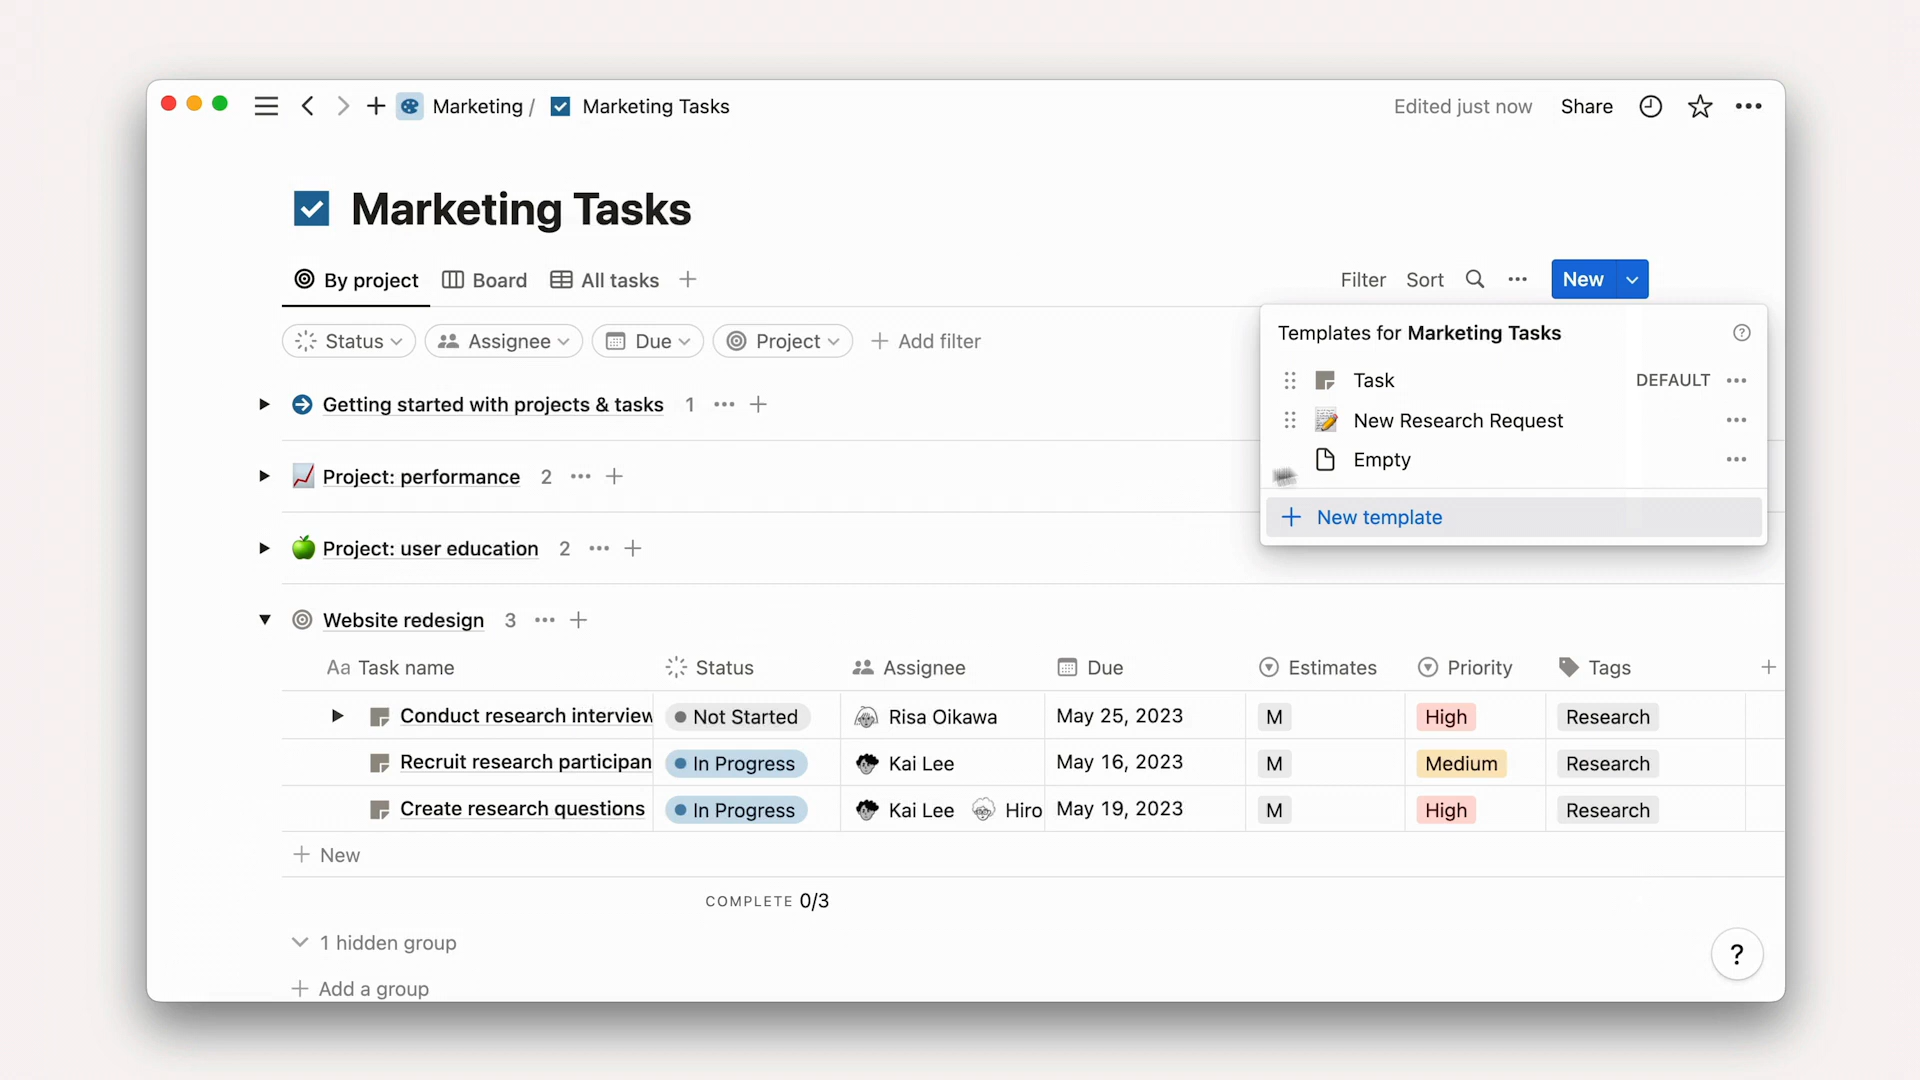 Marketing / Marketing Tasks
Edited just now Share
Marketing Tasks
By project Board All tasks
Filter Sort New
Status Assignee Due Project Add filter
Templates for Marketing Tasks
Task DEFAULT
New Research Request
Empty
New template
Getting started with projects & tasks 1
Project: performance 2
Project: user education 2
Website redesign 3
Aa Task name Status Assignee Due Estimates Priority Tags
Conduct research interview Not Started Risa Oikawa May 25, 2023 M High Research
Recruit research participan In Progress Kai Lee May 16, 2023 M Medium Research
Create research questions In Progress Kai Lee Hiro May 19, 2023 M High Research
New
COMPLETE 0/3
1 hidden group
Add a group
?